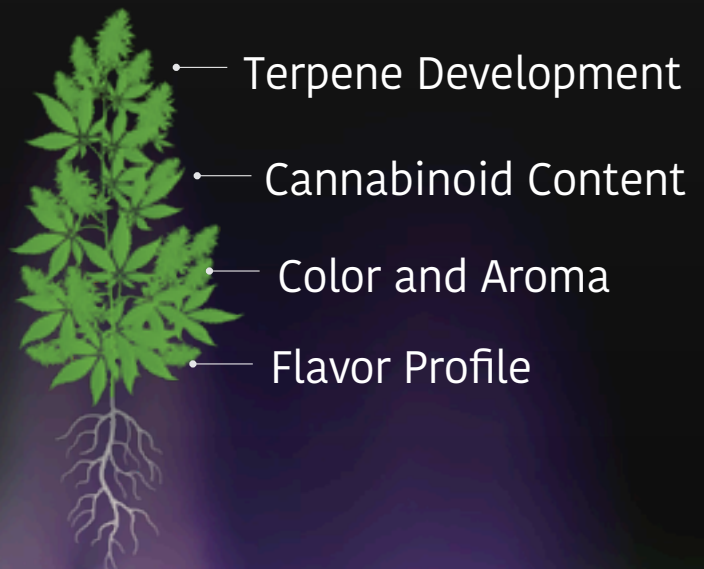 Terpene Development
Cannabinoid Content
Color and Aroma
Flavor Profile